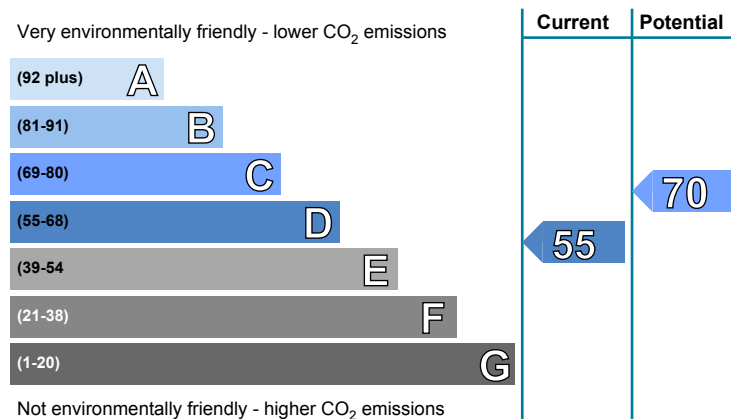 Very environmentally friendly - lower CO2 emissions
Current
Potential
(92 plus) A
(81-91) B
(69-80) C
70
(55-68) D
55
(39-54 E
(21-38) F
(1-20) G
Not environmentally friendly - higher CO2 emissions